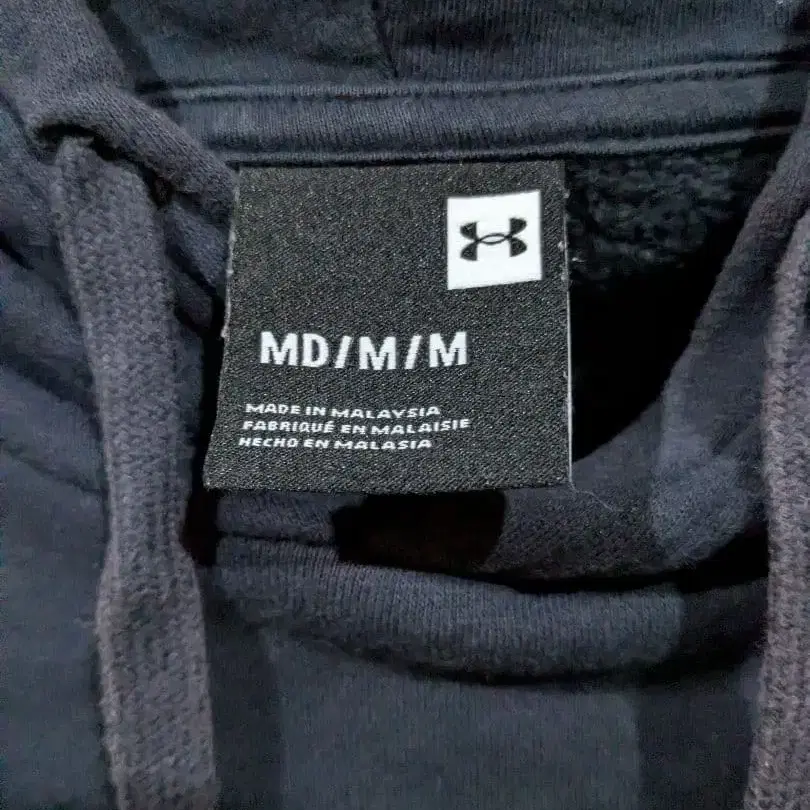 MD/M/M
MADE IN MALAYSIA
FABRIQUÉ EN MALAISIE
HECHO EN MALASIA